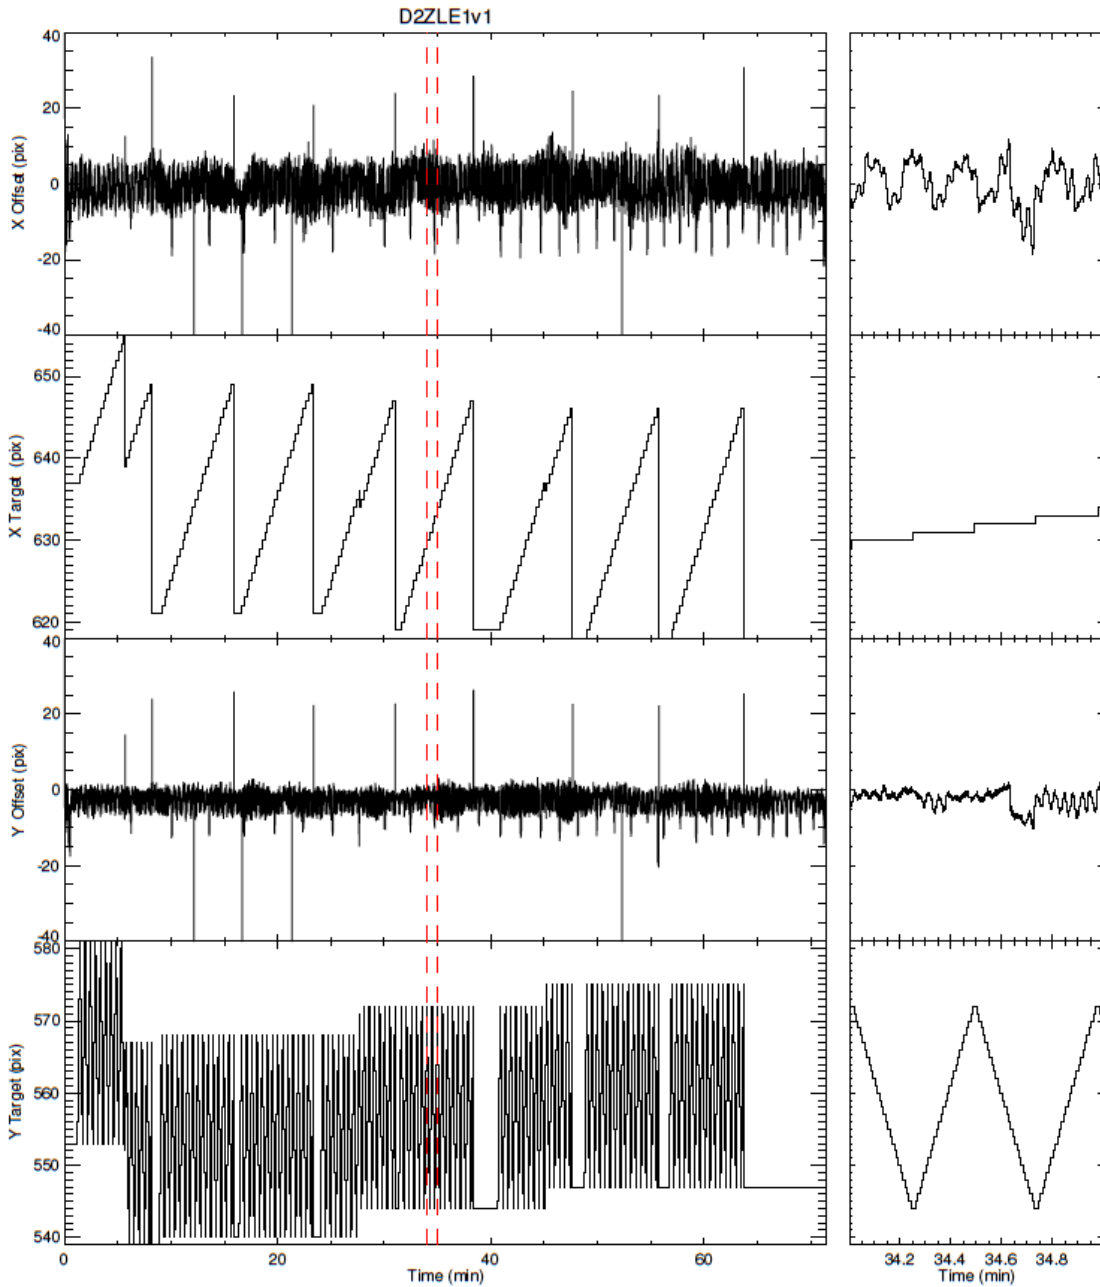 D2ZLE1v1
40
20
0
-20
-40
X Offset (pix)
650
640
630
620
X Target (pix)
40
20
0
-20
-40
Y Offset (pix)
580
570
560
550
540
Y Target (pix)
0 20 40 60
Time (min)
34.2 34.4 34.6 34.8
Time (min)